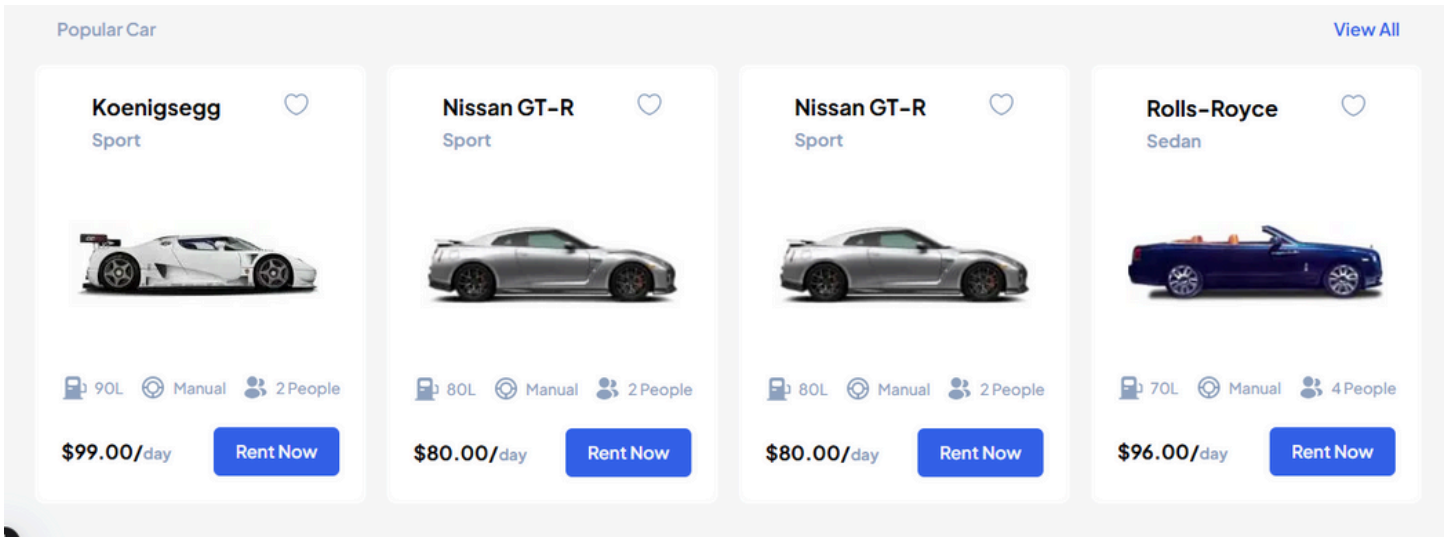 Popular Car
View All
Koenigsegg
Sport
90L Manual 2 People
$99.00/day
Rent Now
Nissan GT-R
Sport
80L Manual 2 People
$80.00/day
Rent Now
Nissan GT-R
Sport
80L Manual 2 People
$80.00/day
Rent Now
Rolls-Royce
Sedan
70L Manual 4 People
$96.00/day
Rent Now